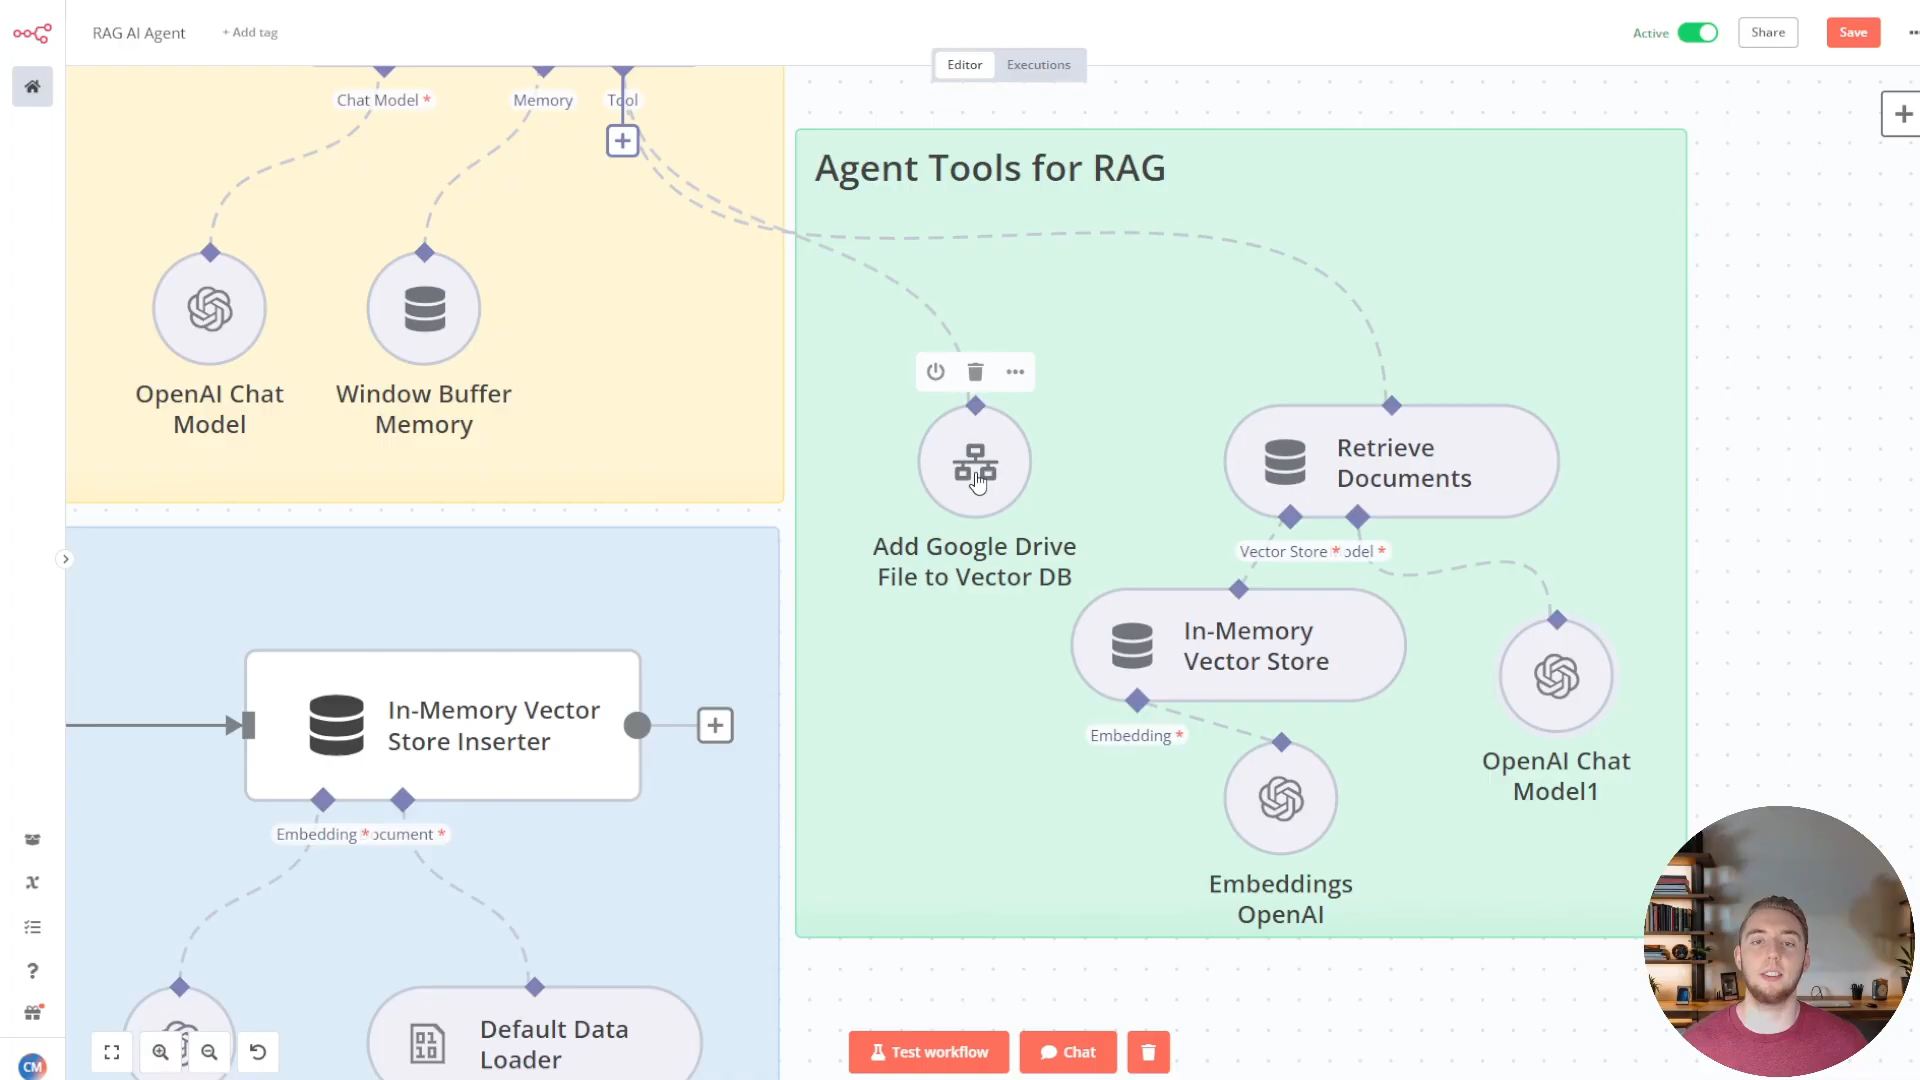 RAG AI Agent
+ Add tag
Active
Share
Save
Editor
Executions
Chat Model *
Memory
Tool
Agent Tools for RAG
OpenAI Chat
Model
Window Buffer
Memory
Retrieve
Documents
Add Google Drive
File to Vector DB
Vector Store *
odel *
In-Memory
Vector Store
Embedding *
OpenAI Chat
Model1
Embeddings
OpenAI
In-Memory Vector
Store Inserter
Embedding *
ocument *
Default Data
Loader
01
10
Test workflow
Chat
CM